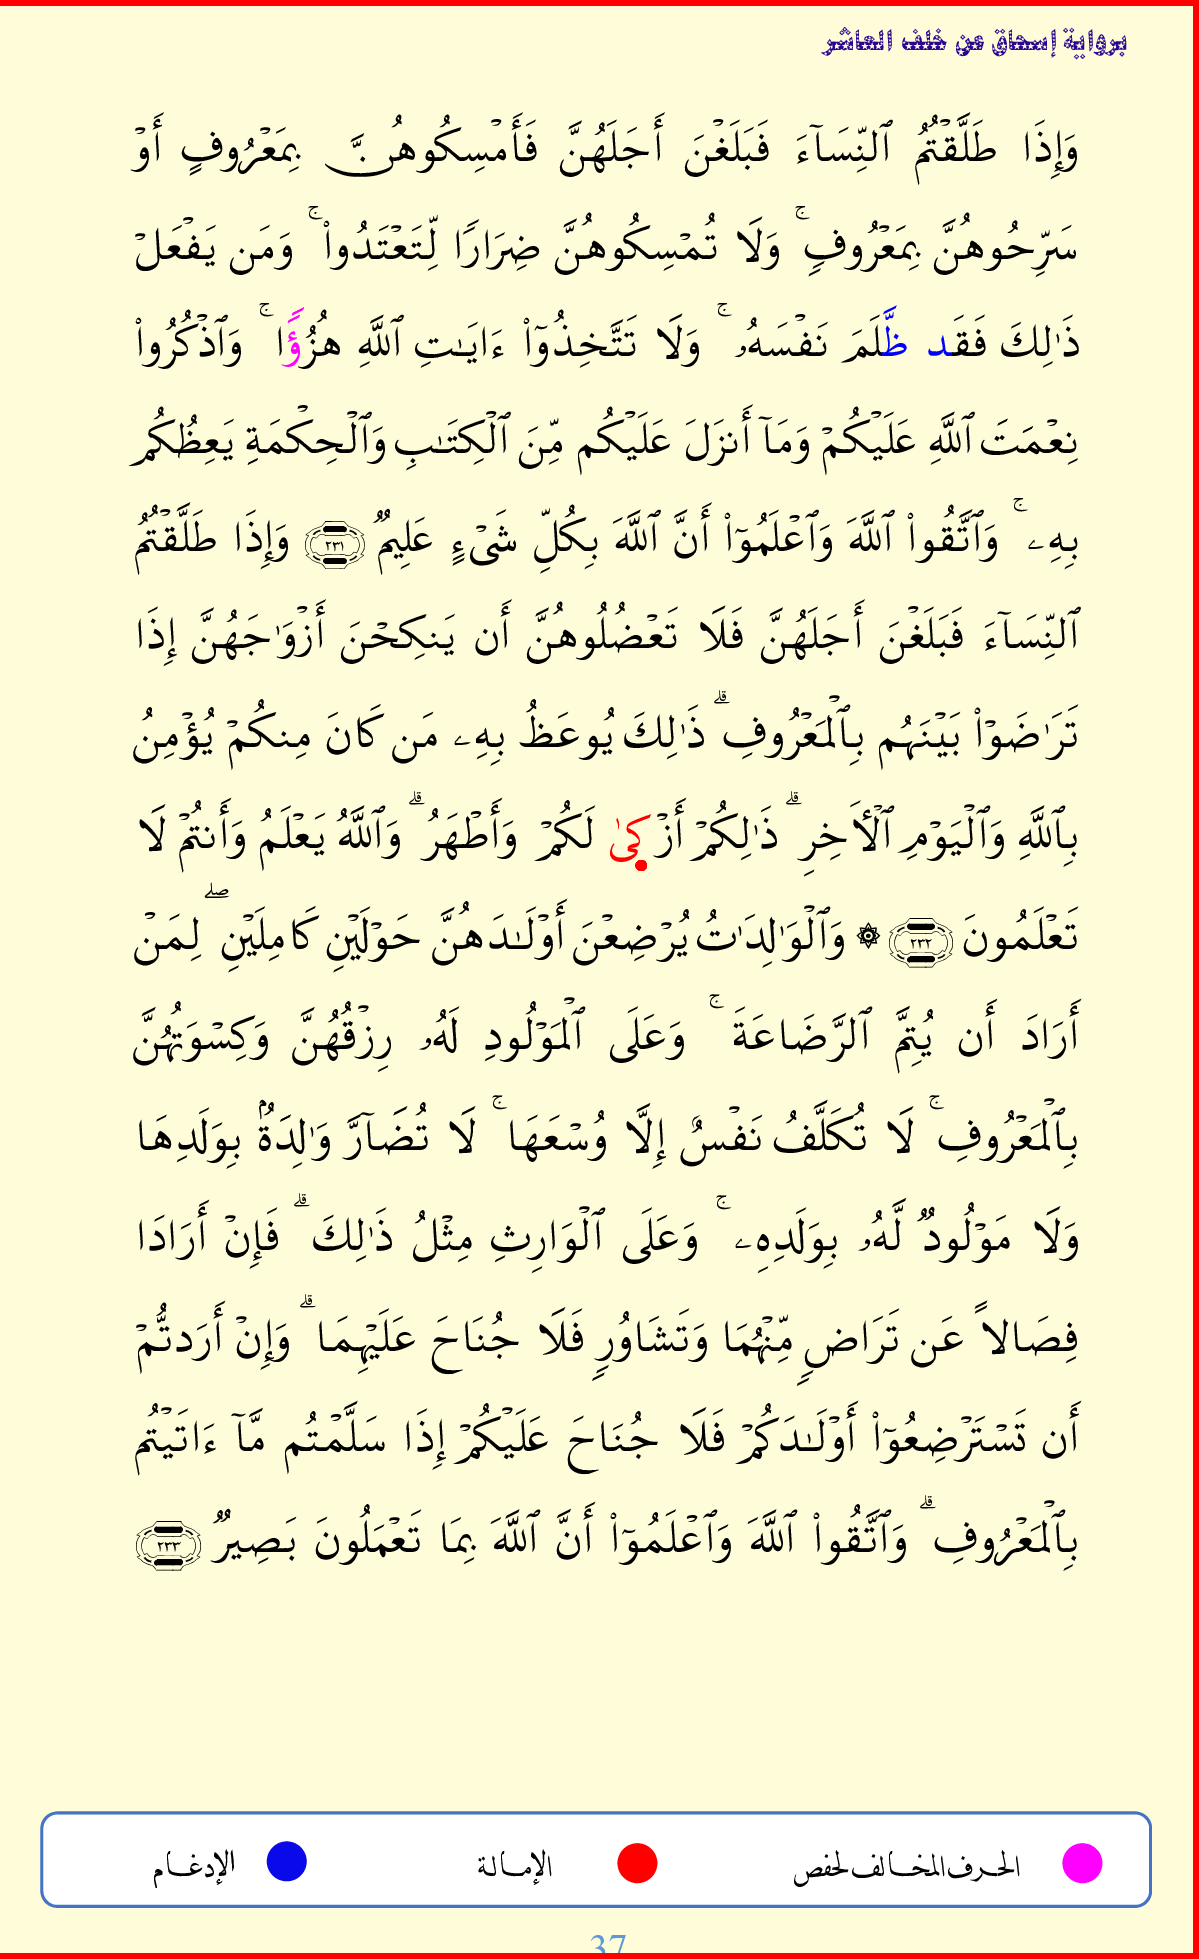 برواية إسحاق عن خلف العاشر
وَإِذَا طَلَّقۡتُمُ ٱلنِّسَآءَ فَبَلَغۡنَ أَجَلَهُنَّ فَأَمۡسِكُوهُنَّ بِمَعۡرُوفٍ أَوۡ
سَرِّحُوهُنَّ بِمَعۡرُوفٖۚ وَلَا تُمۡسِكُوهُنَّ ضِرَارٗا لِّتَعۡتَدُواْۚ وَمَن يَفۡعَلۡ
ذَٰلِكَ فَقَد ظَّلَمَ نَفۡسَهُۥۚ وَلَا تَتَّخِذُوٓاْ ءَايَٰتِ ٱللَّهِ هُزُؤٗاۚ وَٱذۡكُرُواْ
نِعۡمَتَ ٱللَّهِ عَلَيۡكُمۡ وَمَآ أَنزَلَ عَلَيۡكُم مِّنَ ٱلۡكِتَٰبِ وَٱلۡحِكۡمَةِ يَعِظُكُم
بِهِۦۚ وَٱتَّقُواْ ٱللَّهَ وَٱعۡلَمُوٓاْ أَنَّ ٱللَّهَ بِكُلِّ شَيۡءٍ عَلِيمٞ ٢٣١ وَإِذَا طَلَّقۡتُمُ
ٱلنِّسَآءَ فَبَلَغۡنَ أَجَلَهُنَّ فَلَا تَعۡضُلُوهُنَّ أَن يَنكِحۡنَ أَزۡوَٰجَهُنَّ إِذَا
تَرَٰضَوۡاْ بَيۡنَهُم بِٱلۡمَعۡرُوفِۗ ذَٰلِكَ يُوعَظُ بِهِۦ مَن كَانَ مِنكُمۡ يُؤۡمِنُ
بِٱللَّهِ وَٱلۡيَوۡمِ ٱلۡأٓخِرِۗ ذَٰلِكُمۡ أَزۡكَىٰ لَكُمۡ وَأَطۡهَرُۗ وَٱللَّهُ يَعۡلَمُ وَأَنتُمۡ لَا
تَعۡلَمُونَ ٢٣٢ ۞ وَٱلۡوَٰلِدَٰتُ يُرۡضِعۡنَ أَوۡلَٰدَهُنَّ حَوۡلَيۡنِ كَامِلَيۡنِۖ لِمَنۡ
أَرَادَ أَن يُتِمَّ ٱلرَّضَاعَةَۚ وَعَلَى ٱلۡمَوۡلُودِ لَهُۥ رِزۡقُهُنَّ وَكِسۡوَتُهُنَّ
بِٱلۡمَعۡرُوفِۚ لَا تُكَلَّفُ نَفۡسٌ إِلَّا وُسۡعَهَاۚ لَا تُضَآرَّ وَٰلِدَةُۢ بِوَلَدِهَا
وَلَا مَوۡلُودٞ لَّهُۥ بِوَلَدِهِۦۚ وَعَلَى ٱلۡوَارِثِ مِثۡلُ ذَٰلِكَۗ فَإِنۡ أَرَادَا
فِصَالًا عَن تَرَاضٖ مِّنۡهُمَا وَتَشَاوُرٖ فَلَا جُنَاحَ عَلَيۡهِمَاۗ وَإِنۡ أَرَدتُّمۡ
أَن تَسۡتَرۡضِعُوٓاْ أَوۡلَٰدَكُمۡ فَلَا جُنَاحَ عَلَيۡكُمۡ إِذَا سَلَّمۡتُم مَّآ ءَاتَيۡتُم
بِٱلۡمَعۡرُوفِۗ وَٱتَّقُواْ ٱللَّهَ وَٱعۡلَمُوٓاْ أَنَّ ٱللَّهَ بِمَا تَعۡمَلُونَ بَصِيرٞ ٢٣٣
الحرف المخالف لحفص الإمالة الإدغام
37